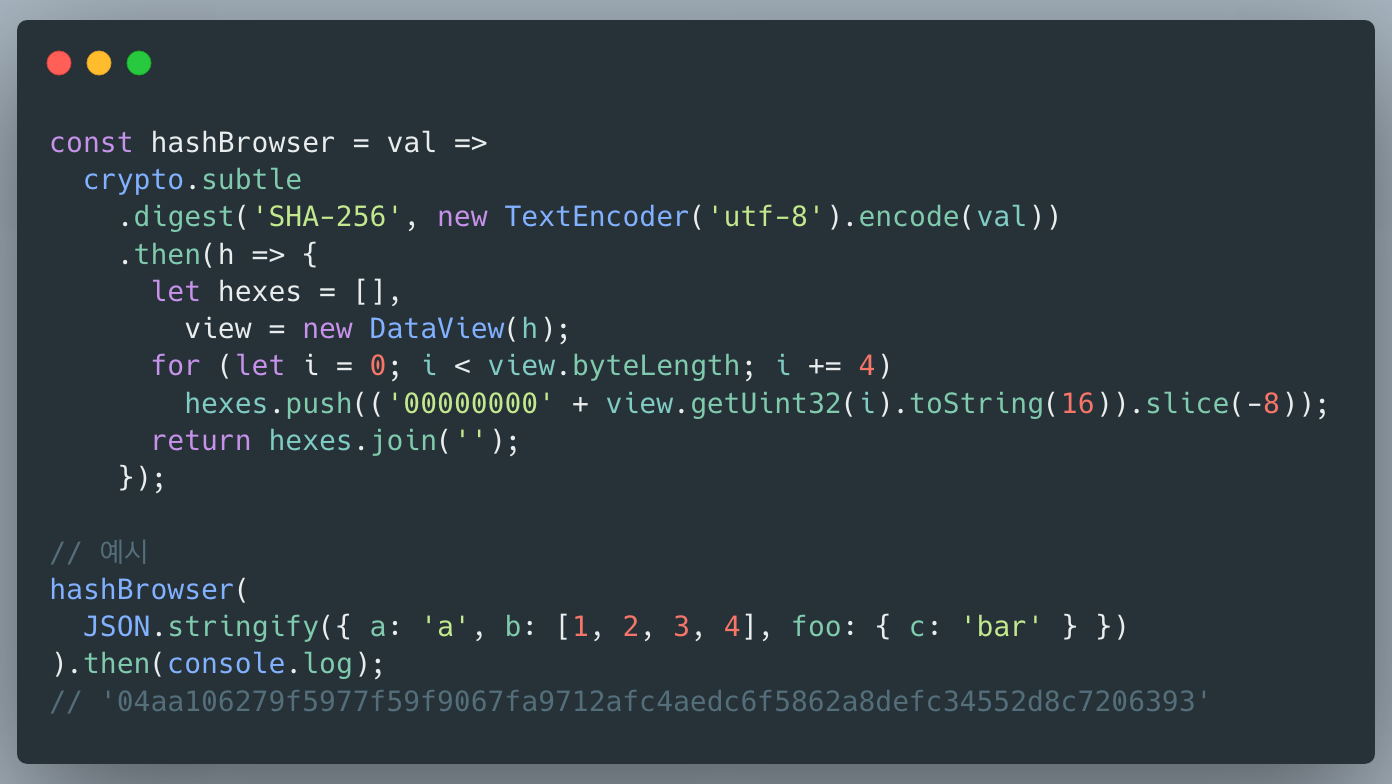 const hashBrowser = val =>
  crypto.subtle
    .digest('SHA-256', new TextEncoder('utf-8').encode(val))
    .then(h => {
      let hexes = [],
        view = new DataView(h);
      for (let i = 0; i < view.byteLength; i += 4)
        hexes.push(('00000000' + view.getUint32(i).toString(16)).slice(-8));
      return hexes.join('');
    });

// 예시
hashBrowser(
  JSON.stringify({ a: 'a', b: [1, 2, 3, 4], foo: { c: 'bar' } })
).then(console.log);
// '04aa106279f5977f59f9067fa9712afc4aedc6f5862a8defc34552d8c7206393'